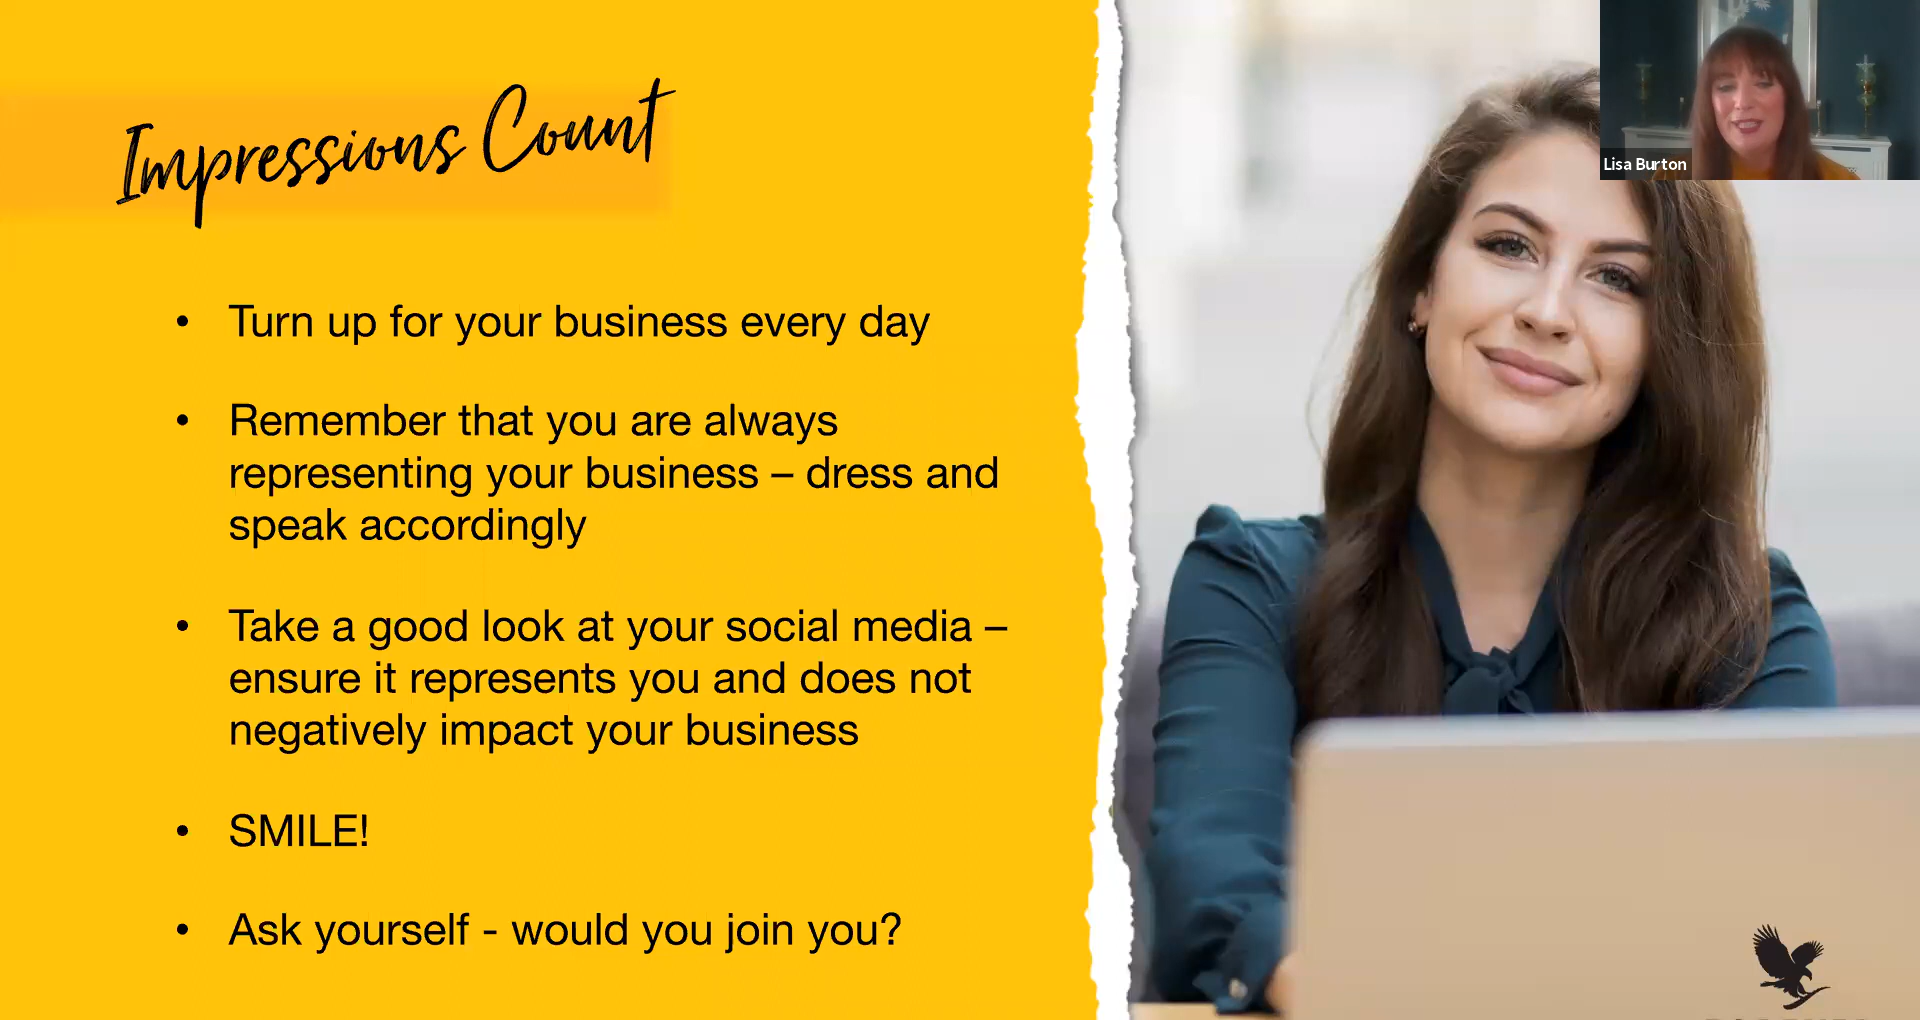 Impressions Count
Lisa Burton
• Turn up for your business every day
• Remember that you are always
representing your business – dress and
speak accordingly
• Take a good look at your social media –
ensure it represents you and does not
negatively impact your business
• SMILE!
• Ask yourself - would you join you?